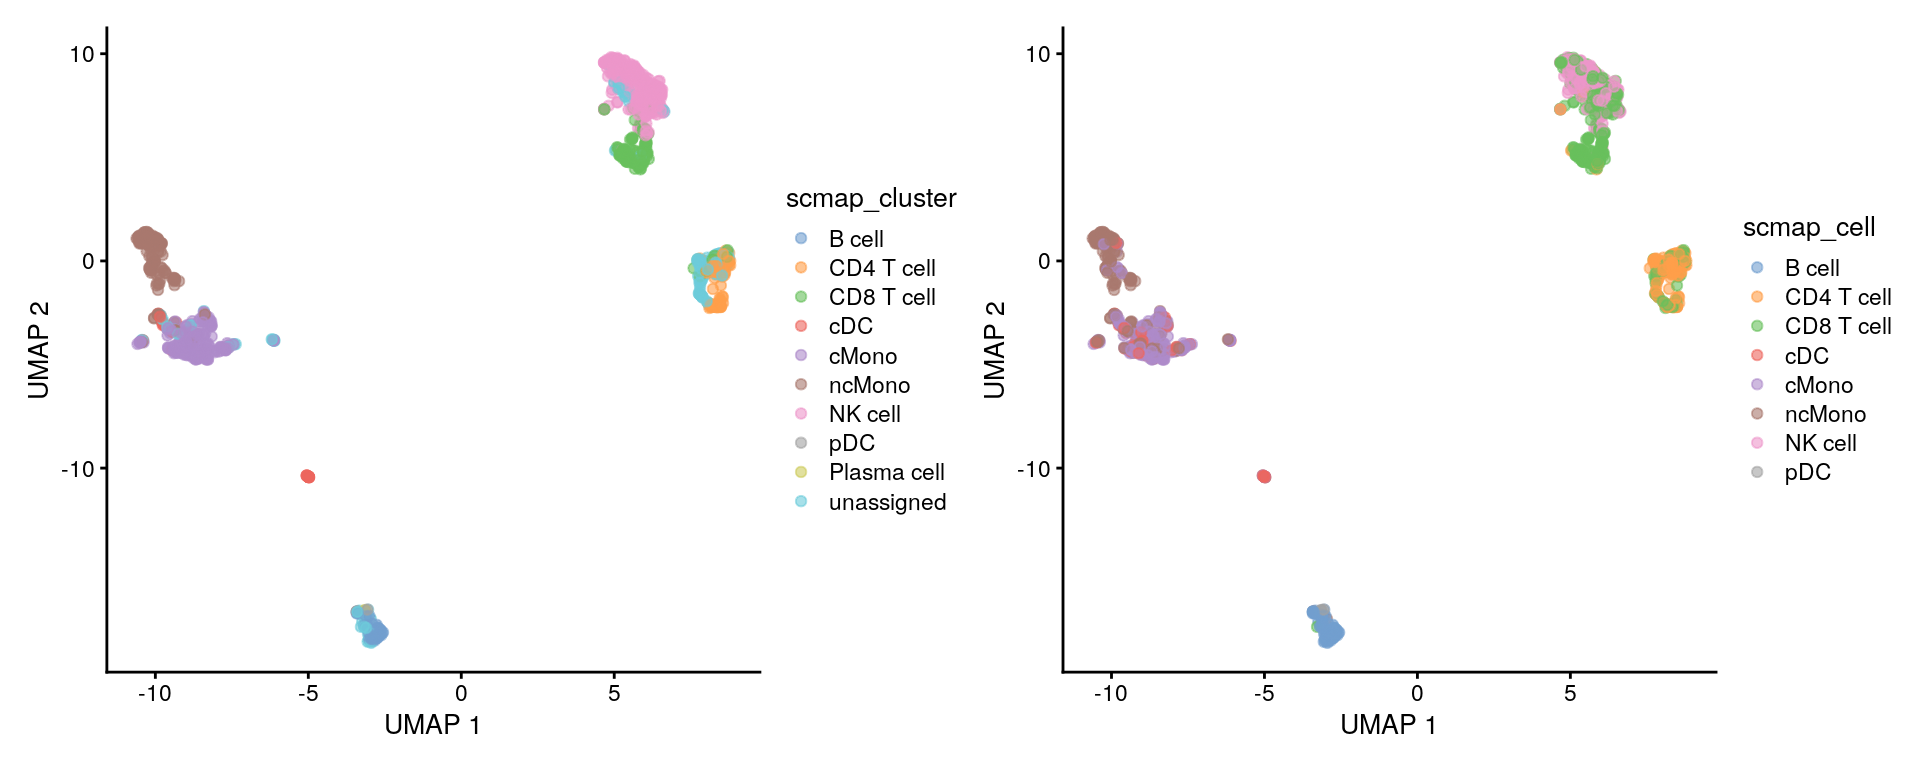 10
0
-10
-10
-5
0
5
UMAP 1
UMAP 2
scmap_cluster
B cell
CD4 T cell
CD8 T cell
cDC
cMono
ncMono
NK cell
pDC
Plasma cell
unassigned
10
0
-10
-10
-5
0
5
UMAP 1
UMAP 2
scmap_cell
B cell
CD4 T cell
CD8 T cell
cDC
cMono
ncMono
NK cell
pDC